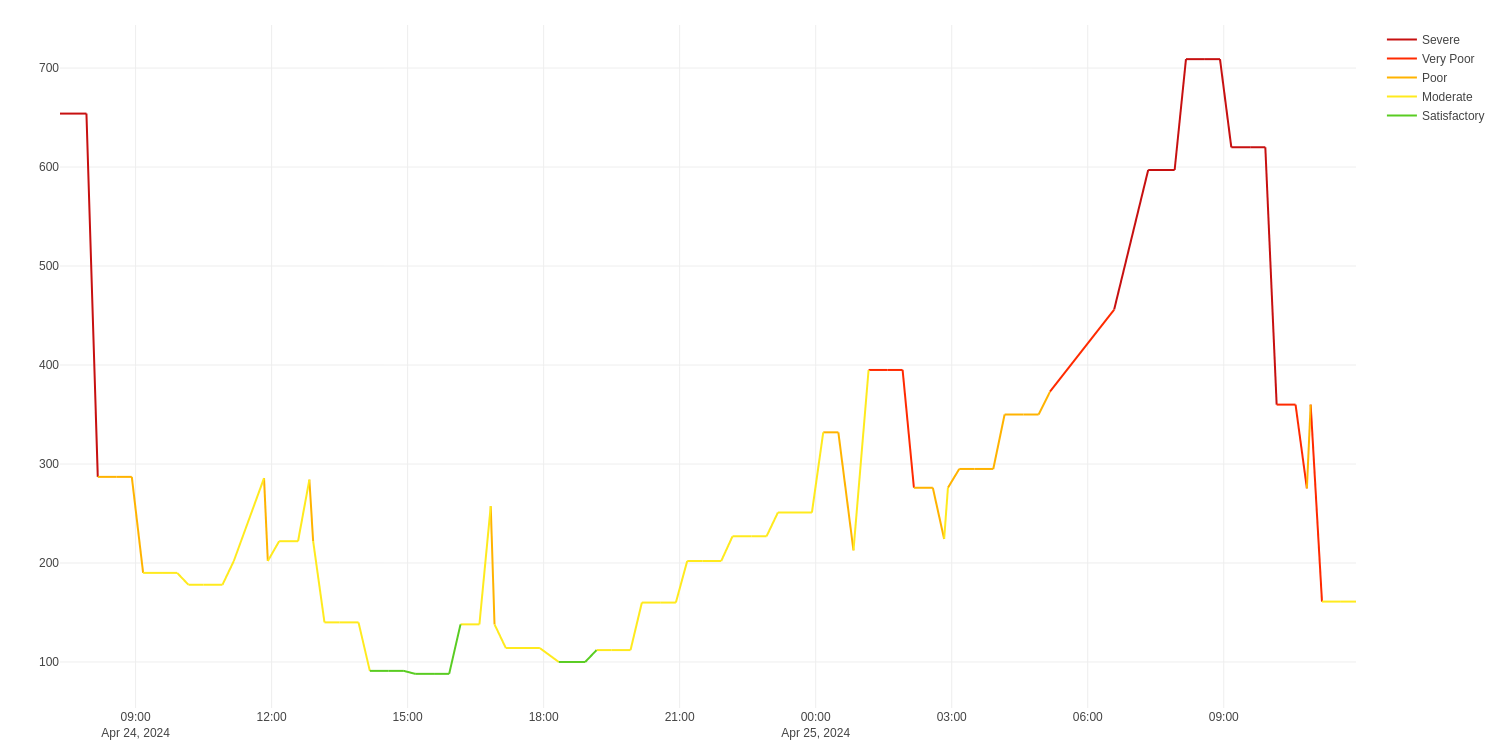 700
600
500
400
300
200
100
09:00
Apr 24, 2024
12:00
15:00
18:00
21:00
00:00
Apr 25, 2024
03:00
06:00
09:00
Severe
Very Poor
Poor
Moderate
Satisfactory